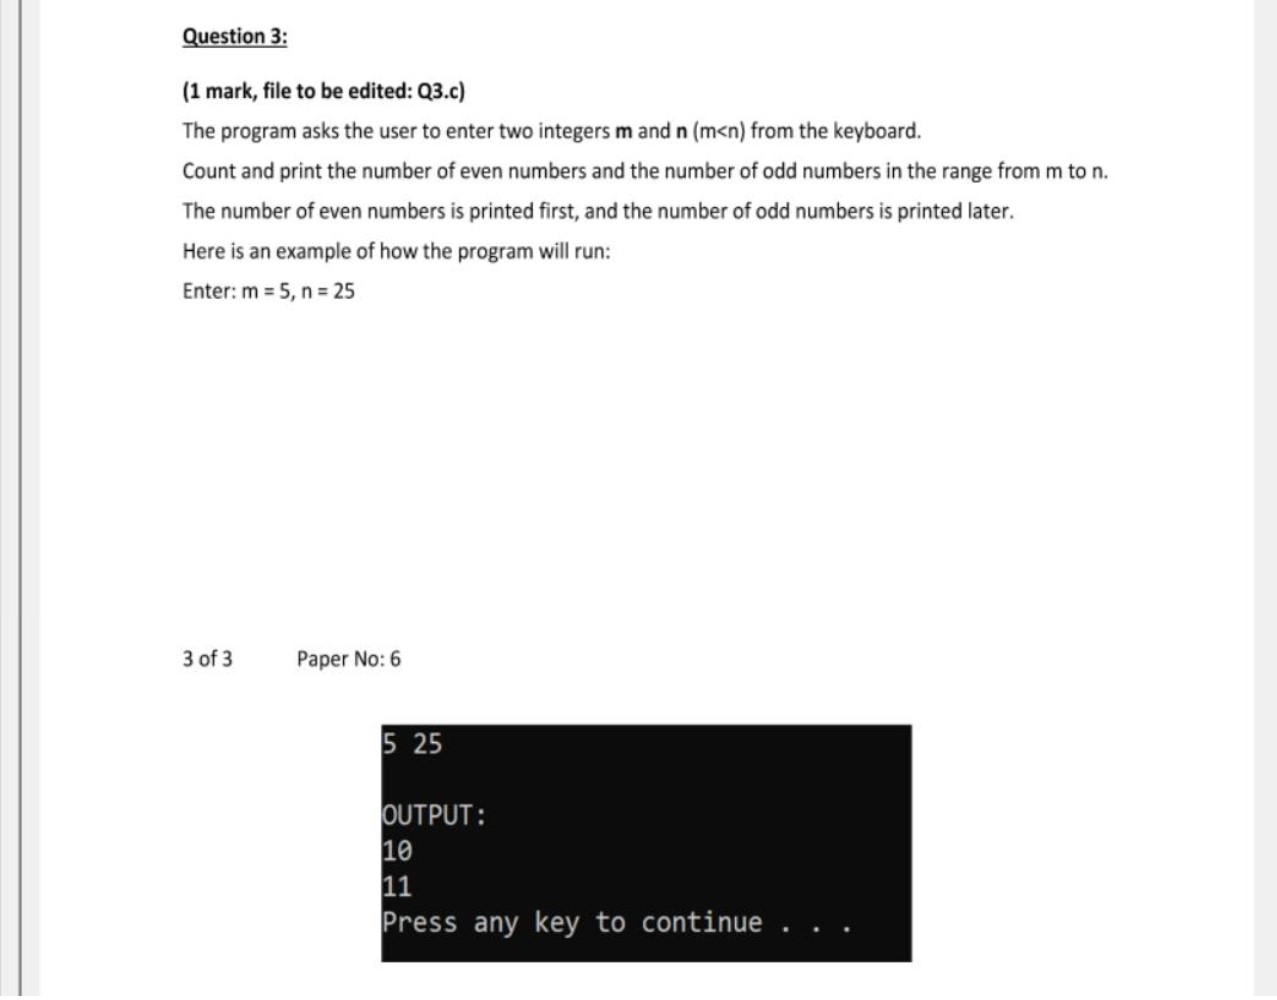 Question 3:
(1 mark, file to be edited: Q3.c)
The program asks the user to enter two integers m and n (m<n) from the keyboard.
Count and print the number of even numbers and the number of odd numbers in the range from m to n.
The number of even numbers is printed first, and the number of odd numbers is printed later.
Here is an example of how the program will run:
Enter: m = 5, n = 25
3 of 3 Paper No: 6
5 25
OUTPUT:
10
11
Press any key to continue . . .